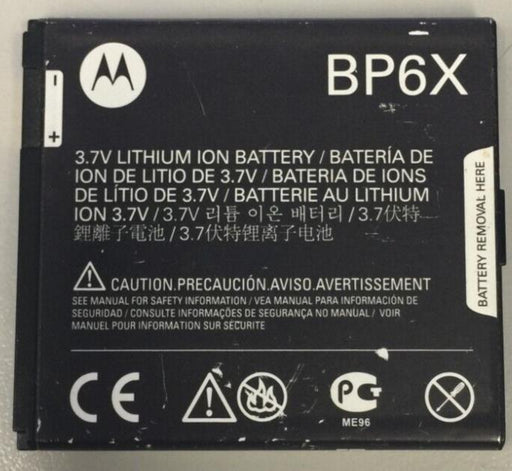 BP6X
3.7V LITHIUM ION BATTERY / BATERÍA DE
ION DE LITIO DE 3.7V / BATERIA DE IONS
DE LÍTIO DE 3.7V / BATTERIE AU LITHIUM
ION 3.7V / 3.7V 리튬 이온 배터리 / 3.7伏特
鋰離子電池 / 3.7伏特锂离子电池
CAUTION.PRECAUCIÓN.AVISO.AVERTISSEMENT
SEE MANUAL FOR SAFETY INFORMATION / VEA MANUAL PARA INFORMACIÓN DE
SEGURIDAD / CONSULTE INFORMAÇÕES DE SEGURANÇA NO MANUAL / VOIR
MANUEL POUR INFORMATION SUR SÉCURITÉ
BATTERY REMOVAL HERE
CE
PG
ME96